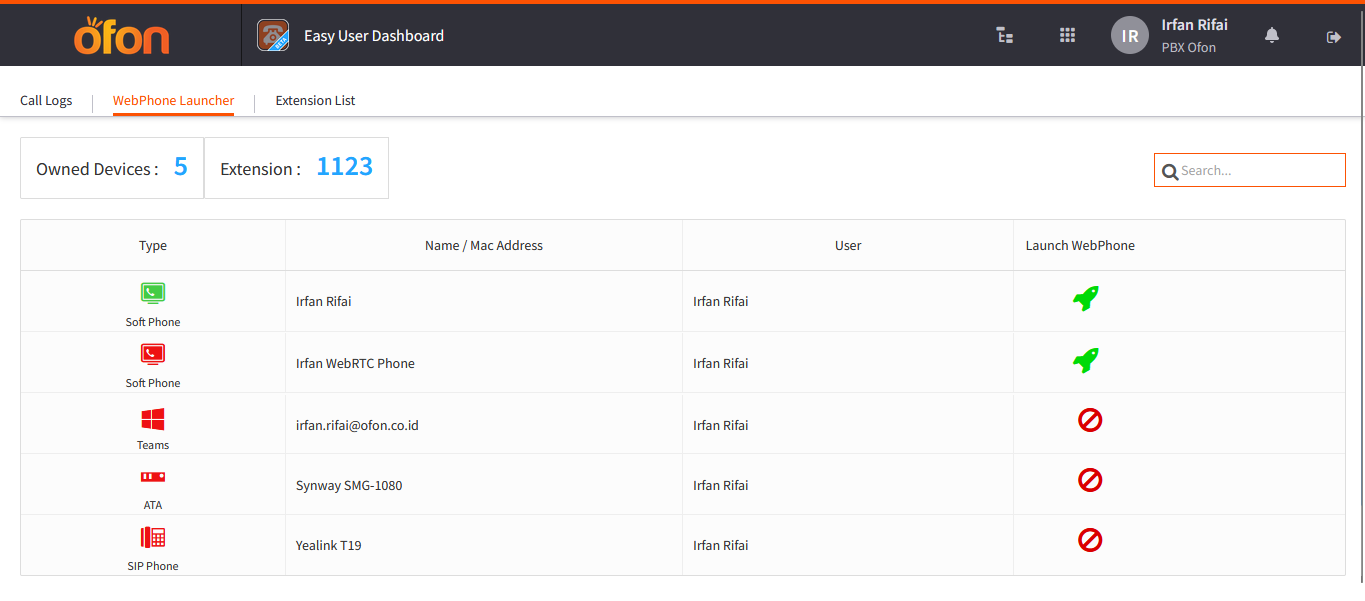 ofon
BETA
Easy User Dashboard
IR
Irfan Rifai
PBX Ofon
Call Logs
WebPhone Launcher
Extension List
Owned Devices : 5
Extension : 1123
Search...
Type Name / Mac Address User Launch WebPhone
Soft Phone Irfan Rifai Irfan Rifai
Soft Phone Irfan WebRTC Phone Irfan Rifai
Teams irfan.rifai@ofon.co.id Irfan Rifai
ATA Synway SMG-1080 Irfan Rifai
SIP Phone Yealink T19 Irfan Rifai